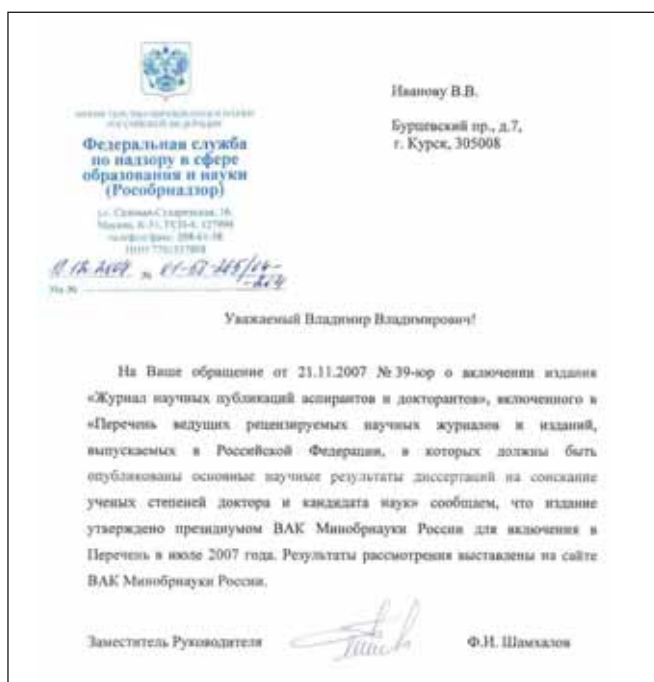 Федеральная служба
по надзору в сфере
образования и науки
(Рособрнадзор)
Иванову В.В.
Бурцевский пр., д.7,
г. Курск, 305008
На №
Уважаемый Владимир Владимирович!
На Ваше обращение от 21.11.2007 № 39-юр о включении издания
«Журнал научных публикаций аспирантов и докторантов», включенного в
«Перечень ведущих рецензируемых научных журналов и изданий,
выпускаемых в Российской Федерации, в которых должны быть
опубликованы основные научные результаты диссертаций на соискание
ученых степеней доктора и кандидата наук» сообщаем, что издание
утверждено президиумом ВАК Минобрнауки России для включения в
Перечень в июле 2007 года. Результаты рассмотрения выставлены на сайте
ВАК Минобрнауки России.
Заместитель Руководителя
Ф.И. Шамхалов